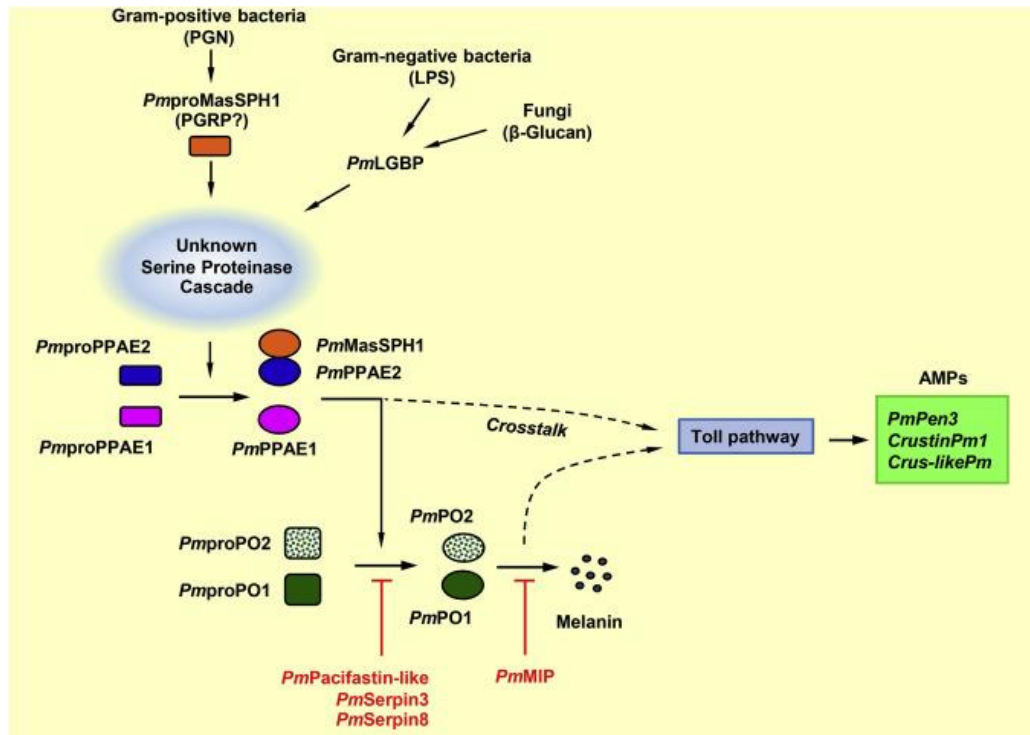 Gram-positive bacteria
(PGN)
Gram-negative bacteria
(LPS)
PmproMasSPH1
(PGRP?)
Fungi
(β-Glucan)
PmLGBP
Unknown
Serine Proteinase
Cascade
PmproPPAE2
PmMasSPH1
PmPPAE2
PmproPPAE1
PmPPAE1
Crosstalk
Toll pathway
AMPs
PmPen3
CrustinPm1
Crus-likePm
PmproPO2
PmPO2
PmproPO1
PmPO1
Melanin
PmPacifastin-like
PmSerpin3
PmSerpin8
PmMIP